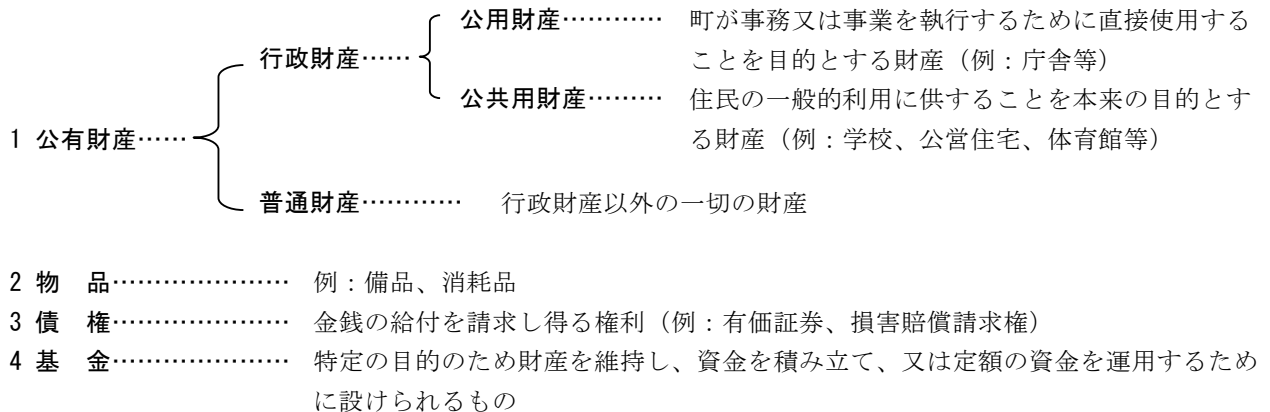 公用財産………… 町が事務又は事業を執行するために直接使用する
行政財産…… ことを目的とする財産（例：庁舎等）
公共用財産……… 住民の一般的利用に供することを本来の目的とす
1 公有財産…… る財産（例：学校、公営住宅、体育館等）
普通財産………… 行政財産以外の一切の財産
2 物　品………………… 例：備品、消耗品
3 債　権………………… 金銭の給付を請求し得る権利（例：有価証券、損害賠償請求権）
4 基　金………………… 特定の目的のため財産を維持し、資金を積み立て、又は定額の資金を運用するため
に設けられるもの